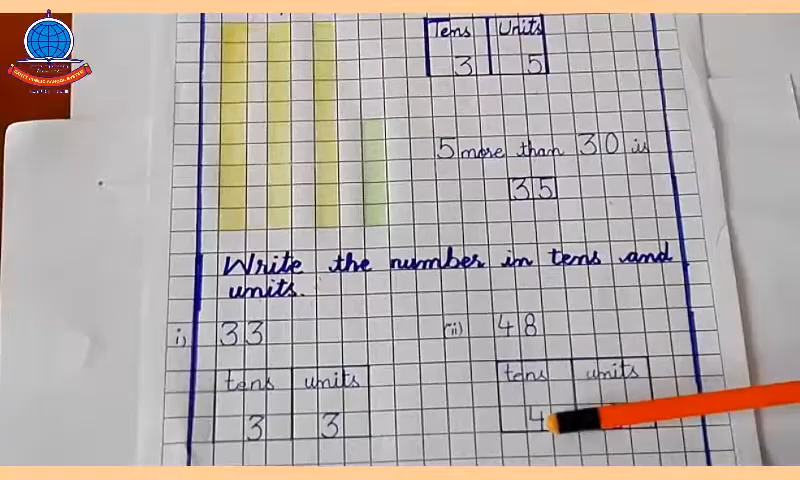 Tens Units
3 5
5 more than 30 is
35
Write the number in tens and
units.
i) 33 ii) 48
tens units tens units
3 3 4